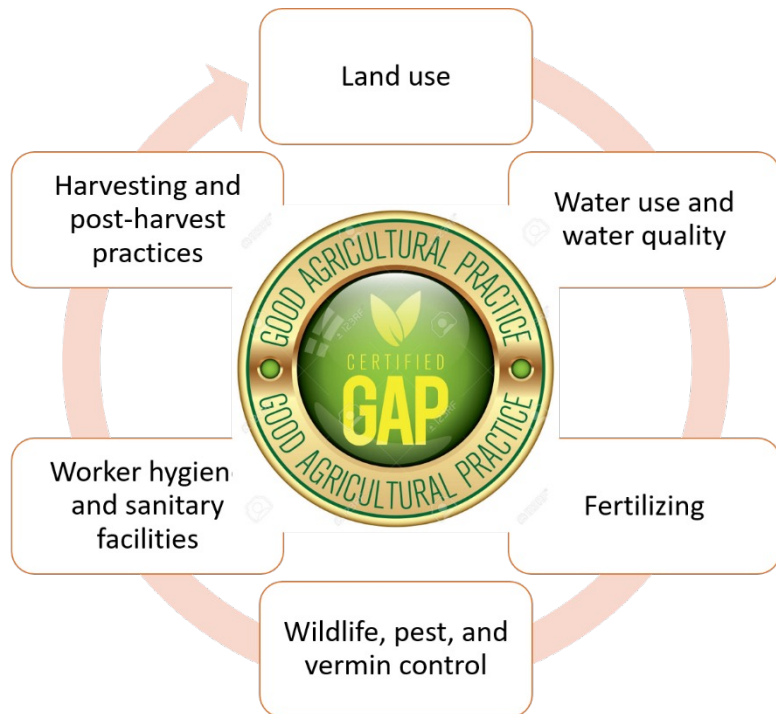 Land use
Water use and
water quality
Fertilizing
Wildlife, pest, and
vermin control
Worker hygien
and sanitary
facilities
Harvesting and
post-harvest
practices
GOOD AGRICULTURAL PRACTICE
CERTIFIED
GAP
GOOD AGRICULTURAL PRACTICE